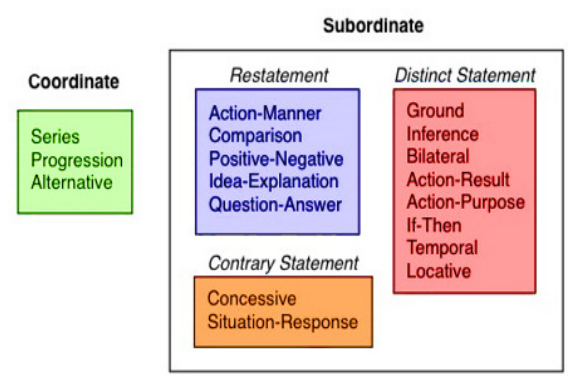 Subordinate
Coordinate
Series
Progression
Alternative
Restatement
Action-Manner
Comparison
Positive-Negative
Idea-Explanation
Question-Answer
Contrary Statement
Concessive
Situation-Response
Distinct Statement
Ground
Inference
Bilateral
Action-Result
Action-Purpose
If-Then
Temporal
Locative